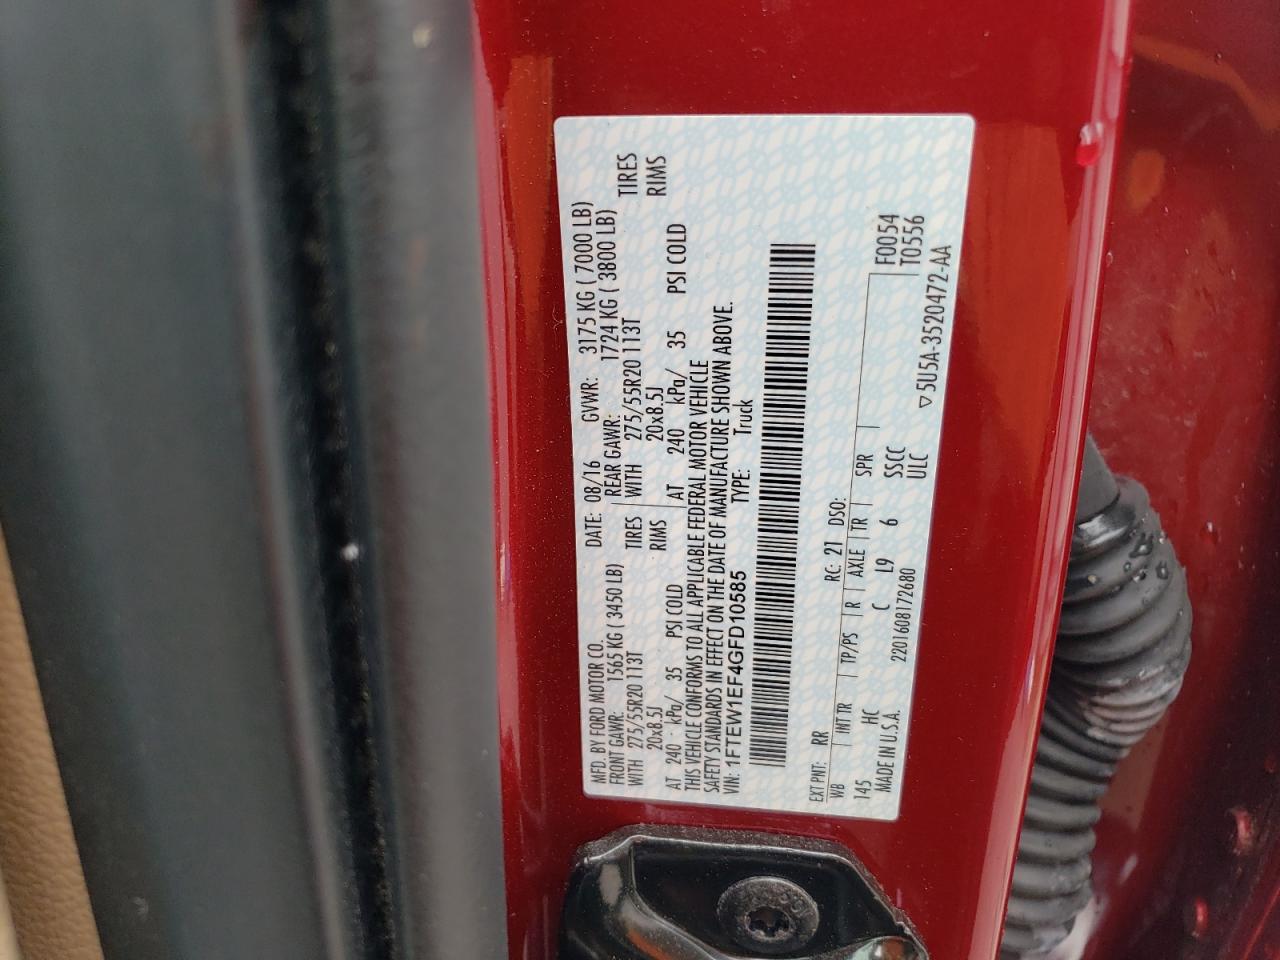 MFD. BY FORD MOTOR CO. DATE: 08/16 GVWR: 3175 KG ( 7000 LB)
FRONT GAWR: 1565 KG ( 3450 LB) REAR GAWR: 1724 KG ( 3800 LB)
WITH 275/55R20 113T TIRES WITH 275/55R20 113T TIRES
20x8.5J RIMS 20x8.5J RIMS
AT 240 kPa/ 35 PSI COLD AT 240 kPa/ 35 PSI COLD
THIS VEHICLE CONFORMS TO ALL APPLICABLE FEDERAL MOTOR VEHICLE
SAFETY STANDARDS IN EFFECT ON THE DATE OF MANUFACTURE SHOWN ABOVE.
VIN: 1FTEW1EF4GFD10585 TYPE: Truck
EXT PNT: RR RC: 21 DSO:
WB INT TR TP/PS R AXLE TR SPR F0054
145 HC C L9 6 SSCC T0556
MADE IN U.S.A. 2201608172680 ULC ▽5U5A-3520472-AA